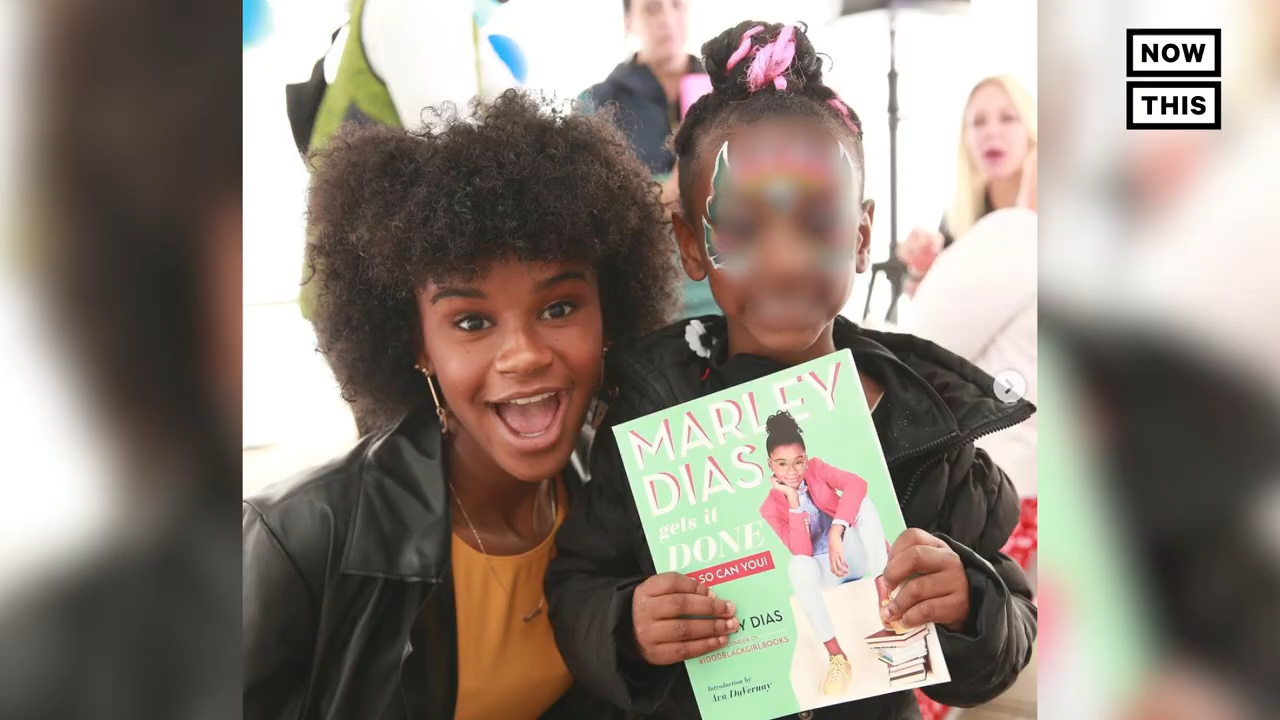 NOW
THIS
MARLEY
DIAS
gets it
DONE
SO CAN YOU!
DIAS
#1000BLACKGIRLBOOKS
Introduction by
Ava DuVernay